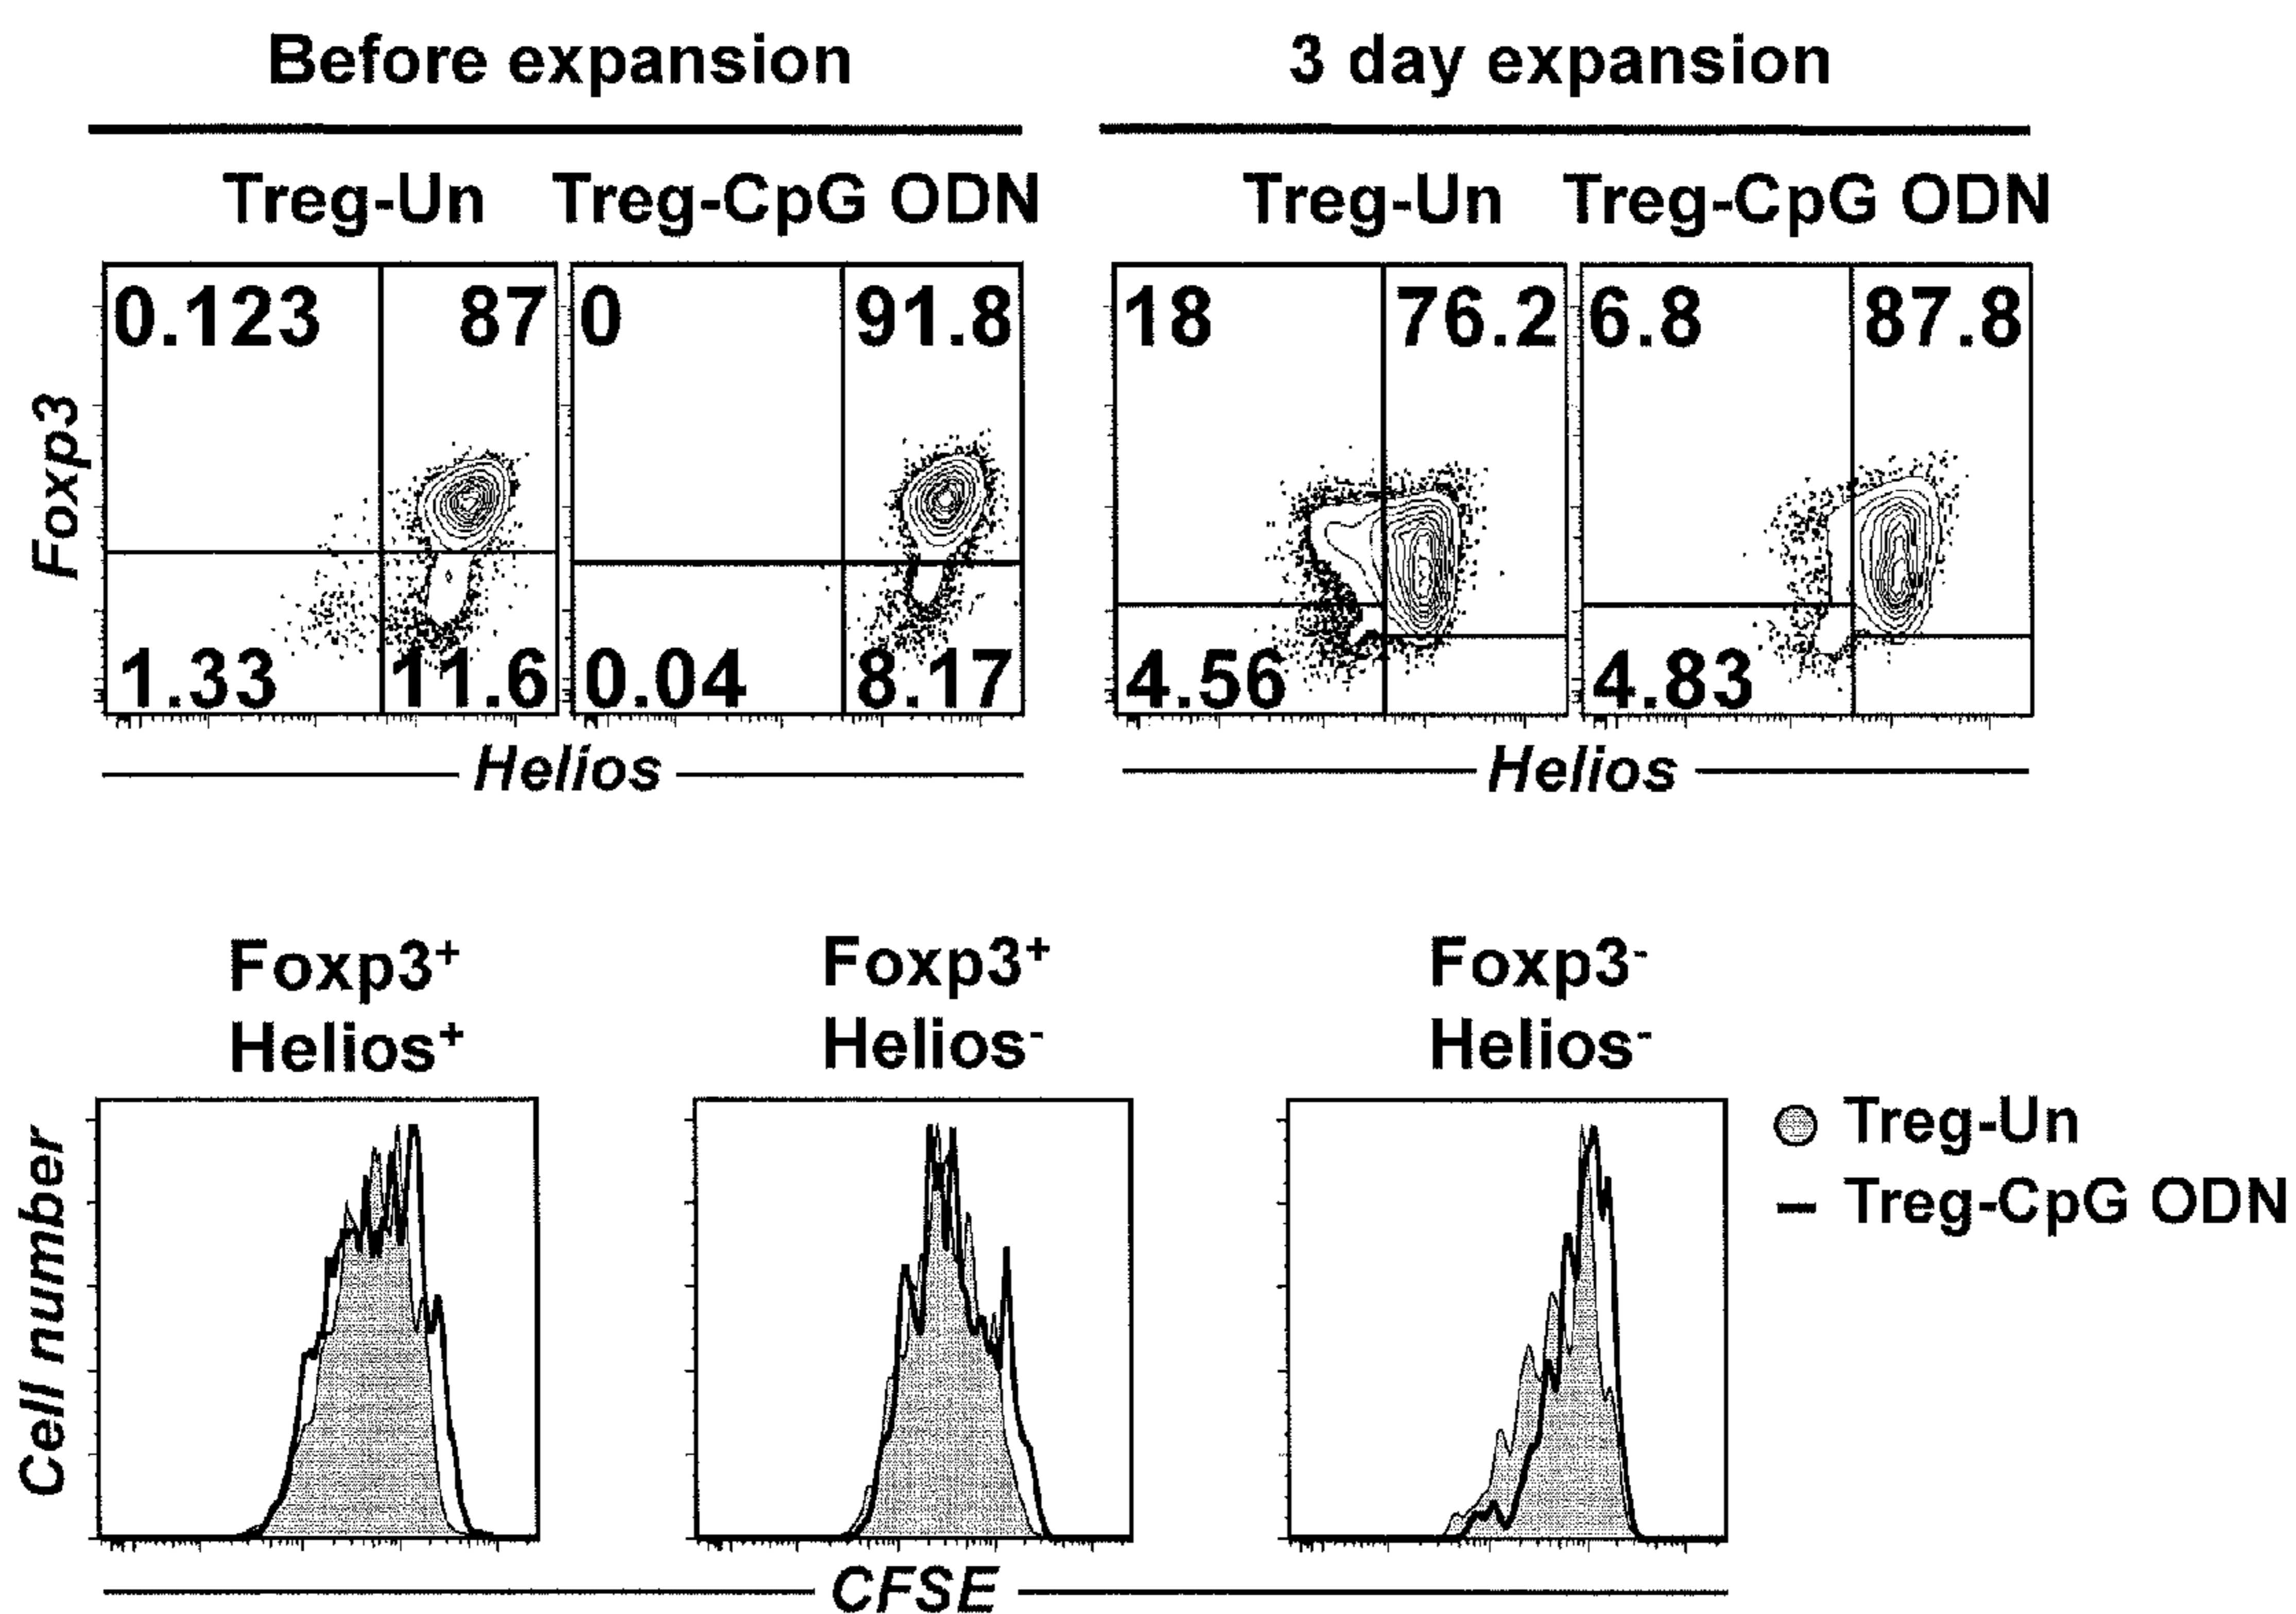 Before expansion 3 day expansion
Treg-Un Treg-CpG ODN Treg-Un Treg-CpG ODN
0.123 87 0 91.8 18 76.2 6.8 87.8
Foxp3
1.33 11.6 0.04 8.17 4.56 4.83
Helios Helios
Foxp3⁺ Foxp3⁺ Foxp3⁻
Helios⁺ Helios⁻ Helios⁻
Treg-Un
Treg-CpG ODN
Cell number
CFSE